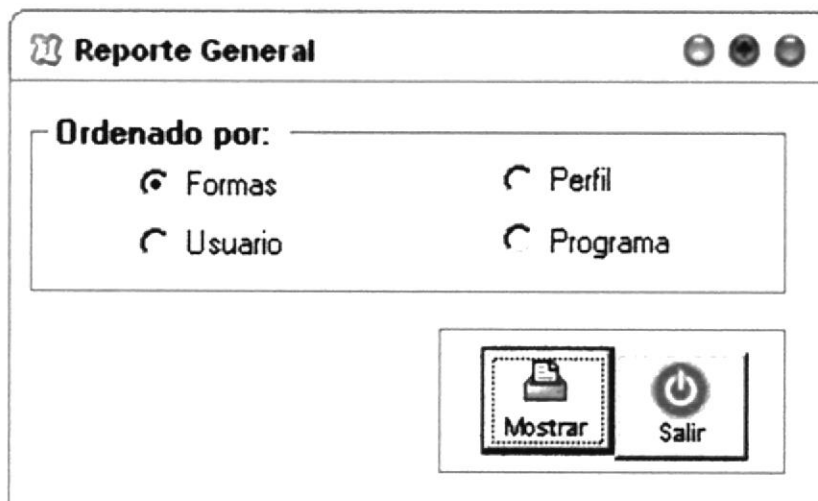 Reporte General
Ordenado por:
Formas Perfil
Usuario Programa
Mostrar Salir